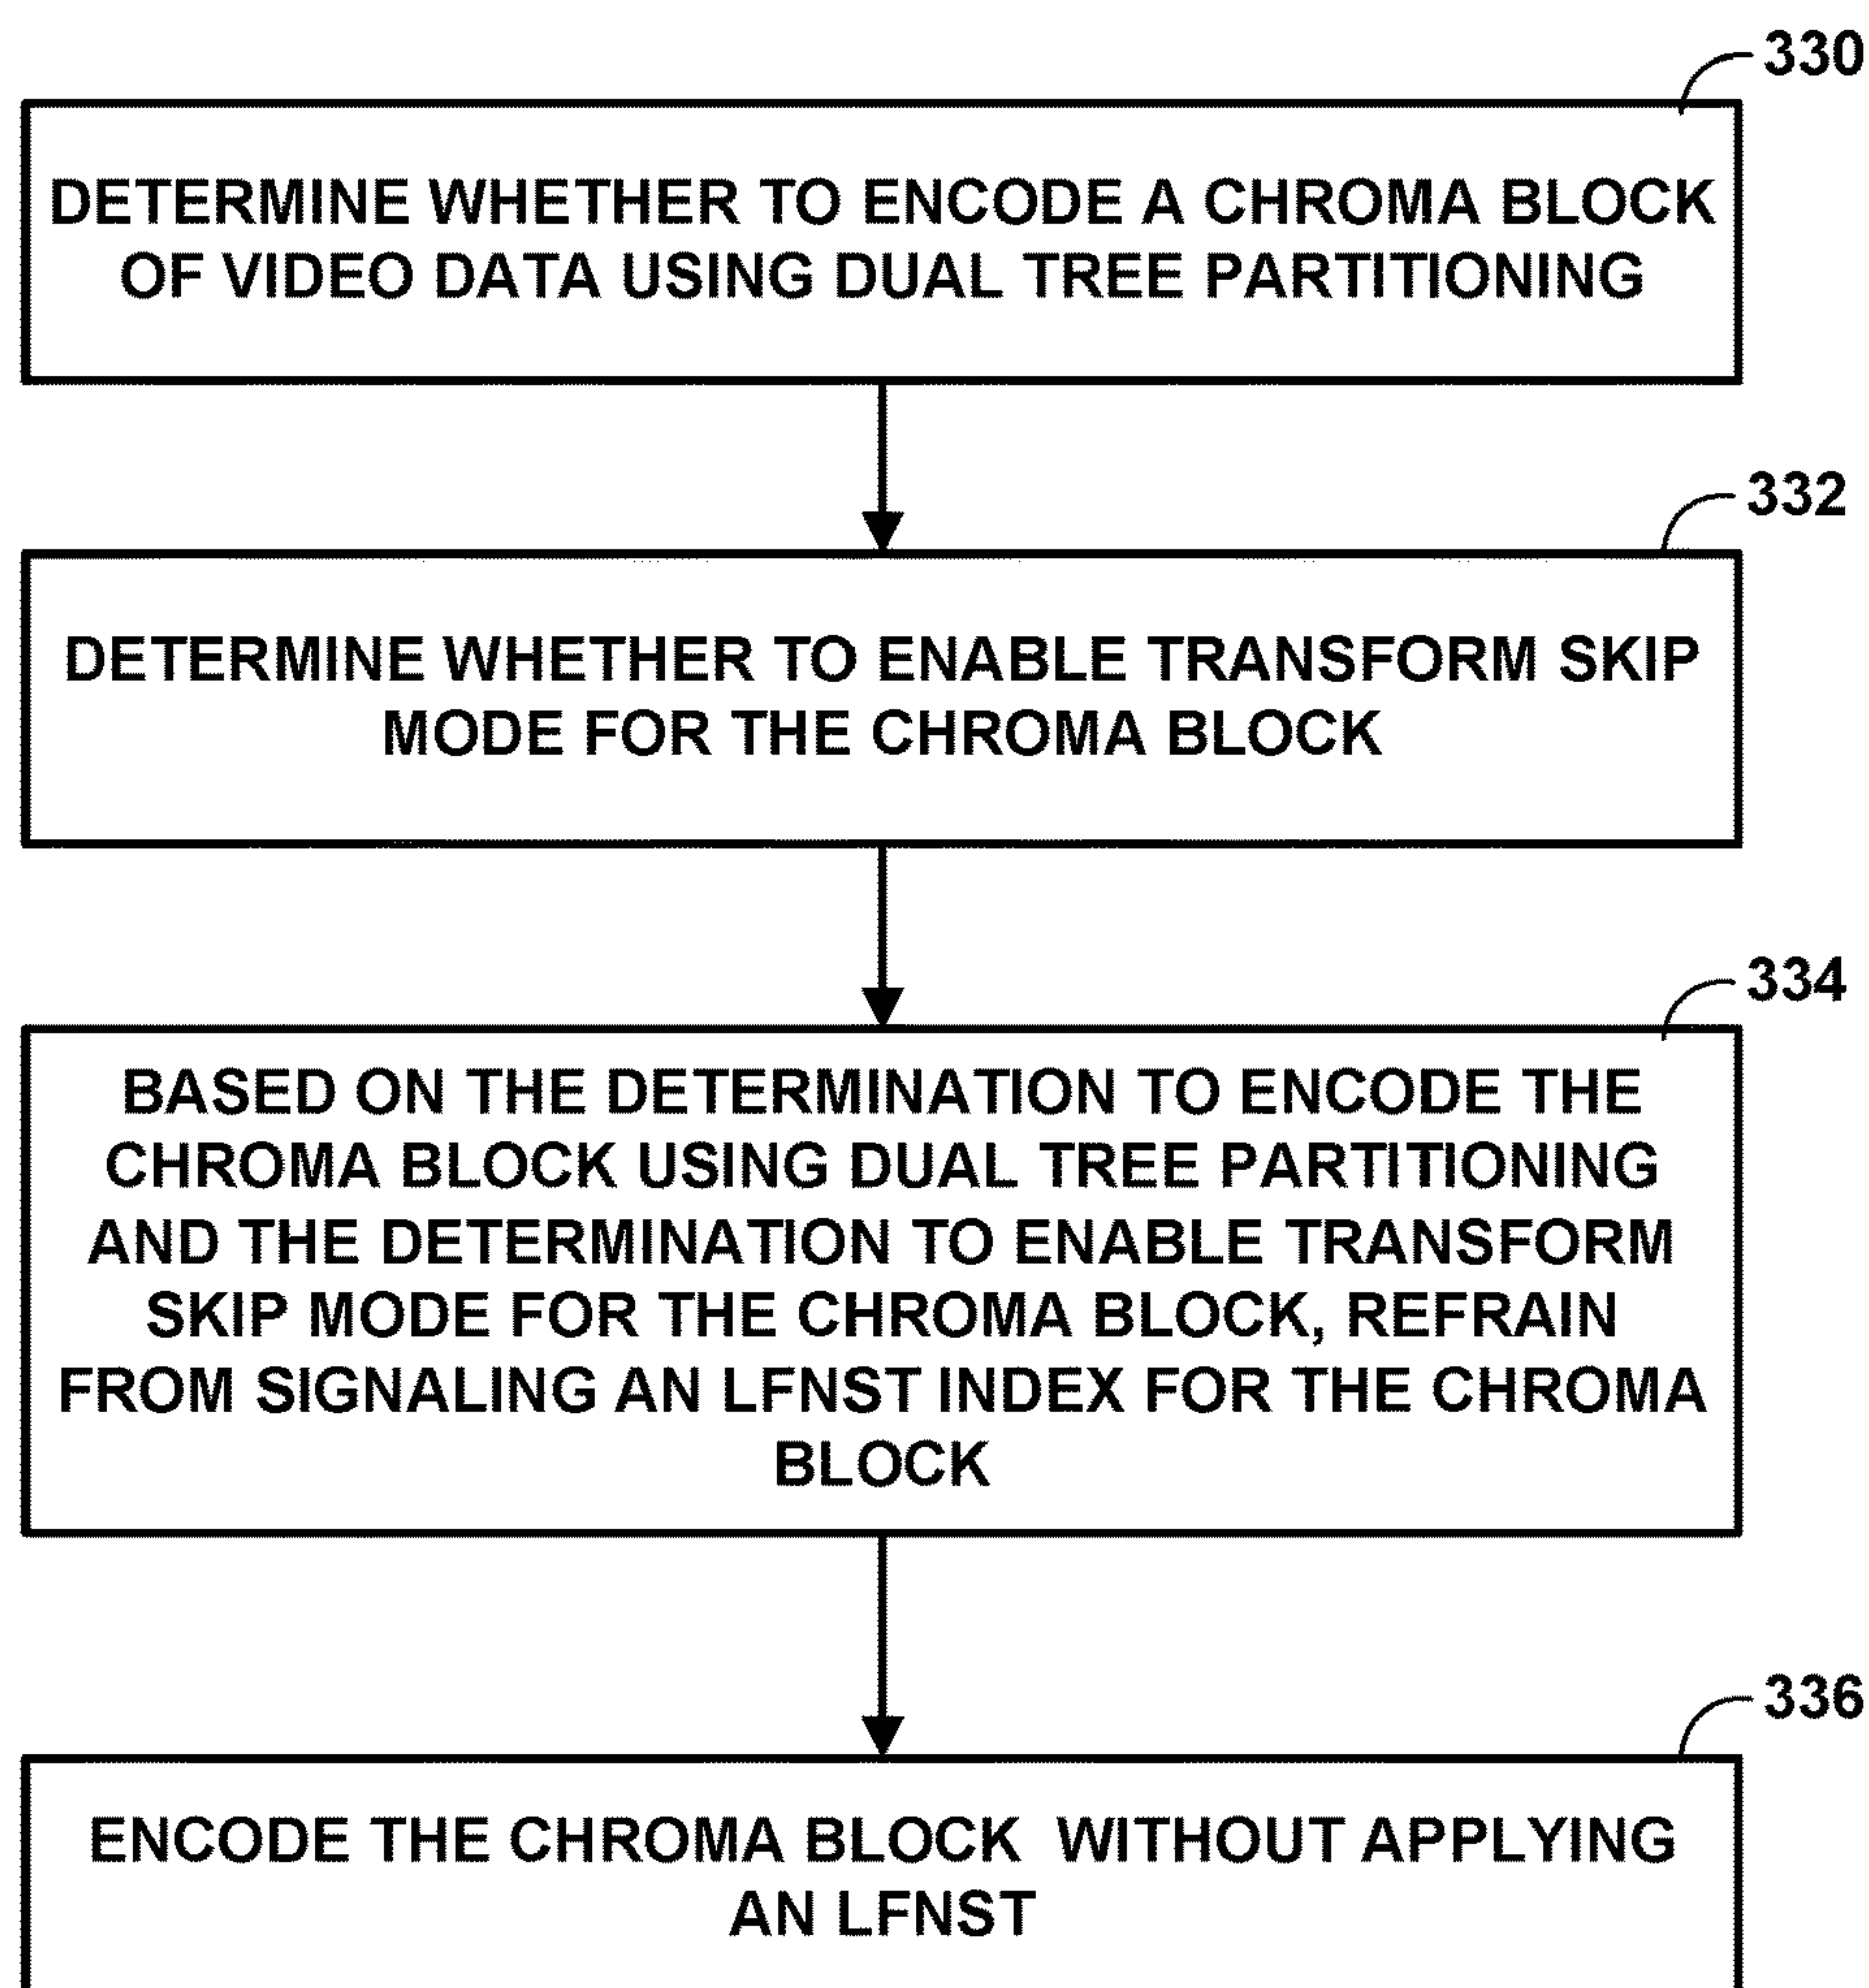 330
DETERMINE WHETHER TO ENCODE A CHROMA BLOCK
OF VIDEO DATA USING DUAL TREE PARTITIONING
332
DETERMINE WHETHER TO ENABLE TRANSFORM SKIP
MODE FOR THE CHROMA BLOCK
334
BASED ON THE DETERMINATION TO ENCODE THE
CHROMA BLOCK USING DUAL TREE PARTITIONING
AND THE DETERMINATION TO ENABLE TRANSFORM
SKIP MODE FOR THE CHROMA BLOCK, REFRAIN
FROM SIGNALING AN LFNST INDEX FOR THE CHROMA
BLOCK
336
ENCODE THE CHROMA BLOCK WITHOUT APPLYING
AN LFNST